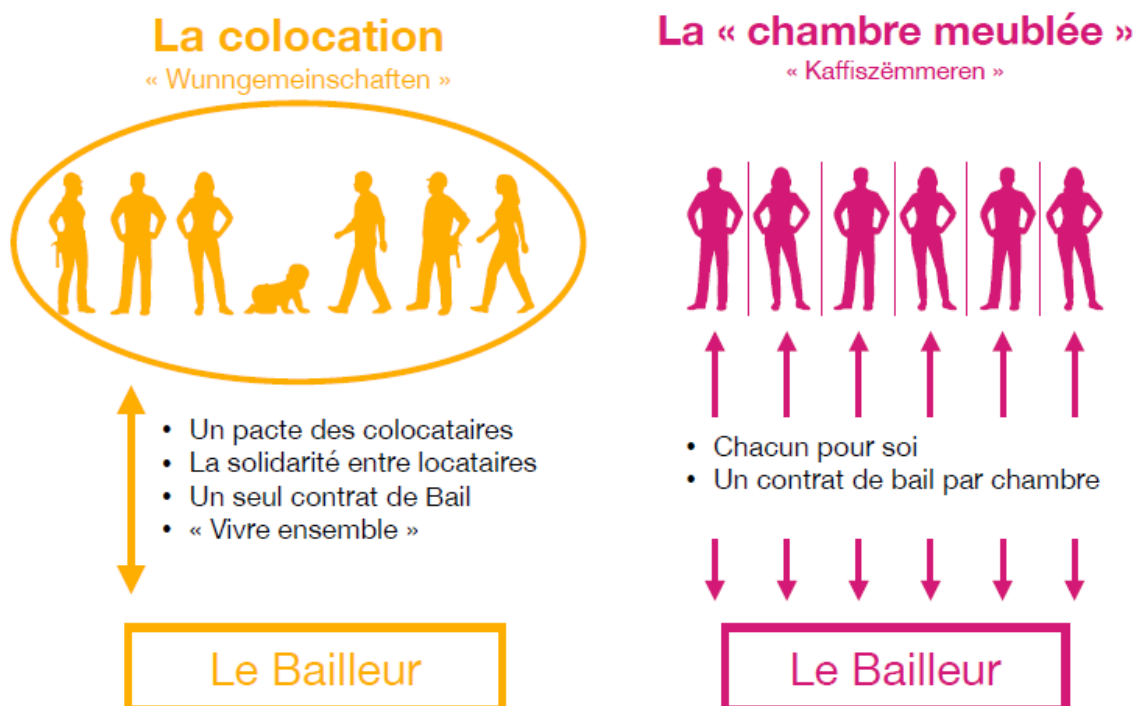 La colocation
« Wunngemeinschaften »
• Un pacte des colocataires
• La solidarité entre locataires
• Un seul contrat de Bail
• « Vivre ensemble »
Le Bailleur
La « chambre meublée »
« Kaffiszëmmeren »
• Chacun pour soi
• Un contrat de bail par chambre
Le Bailleur